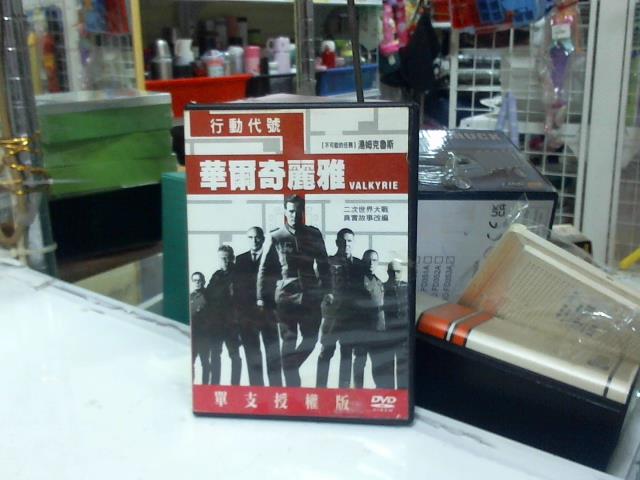 行動代號
【不可能的任務】湯姆克魯斯
華爾奇麗雅 VALKYRIE
二次世界大戰
真實故事改編
單支授權版
DVD